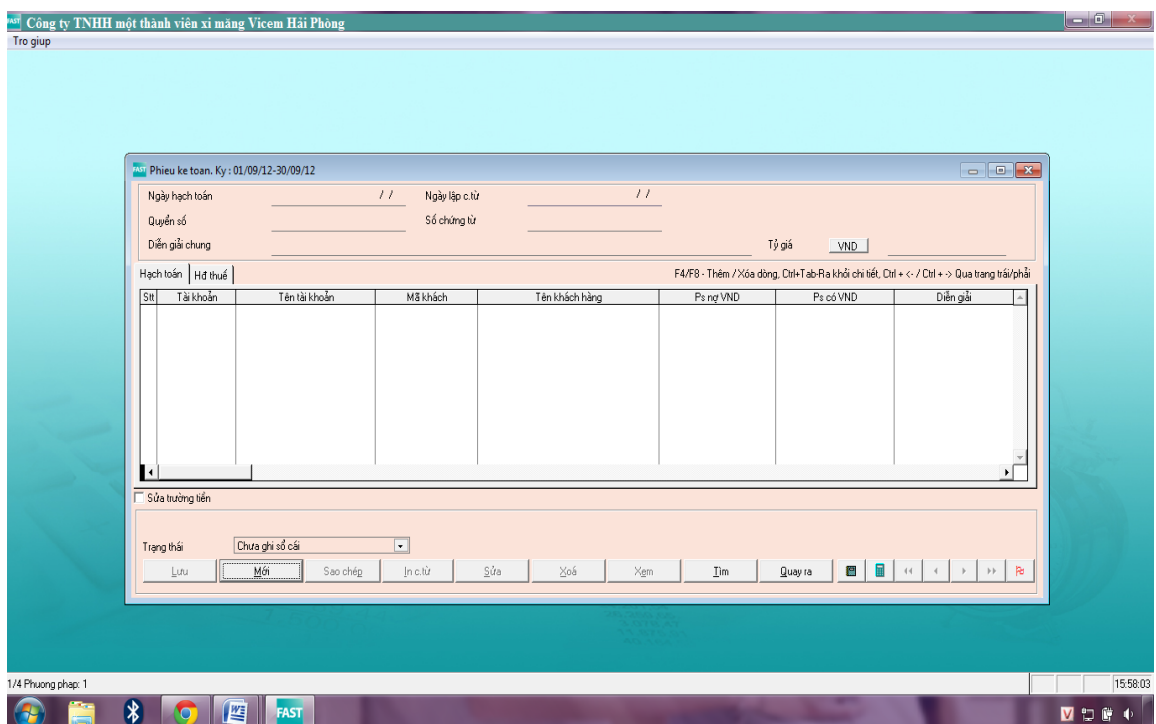 FAST Công ty TNHH một thành viên xi măng Vicem Hải Phòng
Tro giup
FAST Phieu ke toan. Ky : 01/09/12-30/09/12
Ngày hạch toán / / Ngày lập c.từ / /
Quyển số Số chứng từ
Diễn giải chung Tỷ giá VND
Hạch toán Hđ thuế F4/F8 - Thêm / Xóa dòng, Ctrl+Tab-Ra khỏi chi tiết, Ctrl + <- / Ctrl + -> Qua trang trái/phải
Stt Tài khoản Tên tài khoản Mã khách Tên khách hàng Ps nợ VND Ps có VND Diễn giải
Sửa trường tiền
Trạng thái Chưa ghi sổ cái
Lưu Mới Sao chép In c.từ Sửa Xoá Xem Tìm Quay ra
1/4 Phuong phap: 1 15:58:03
FAST V